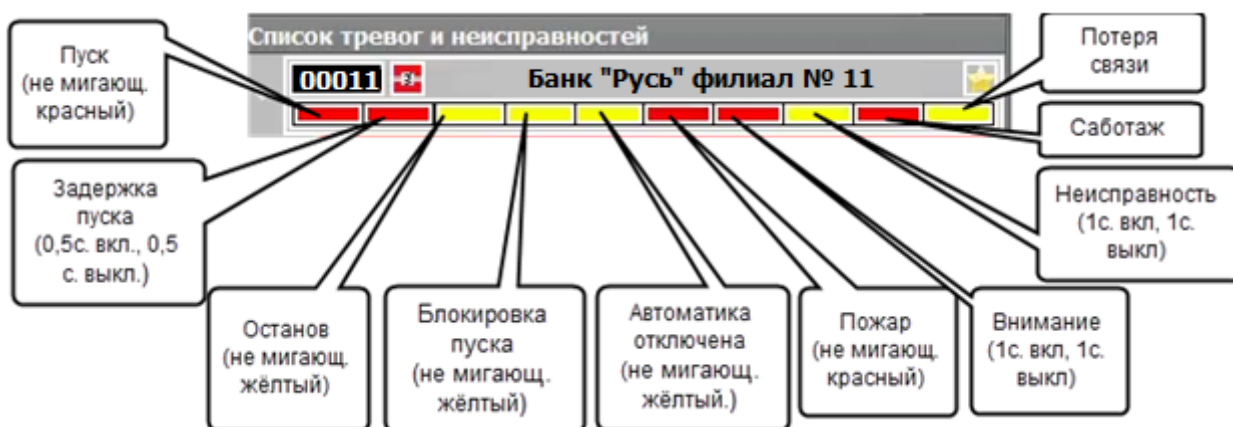 Список тревог и неисправностей
00011 3 Банк "Русь" филиал № 11
Пуск
(не мигающ.
красный)
Потеря
связи
Саботаж
Задержка
пуска
(0,5с. вкл., 0,5
с. выкл.)
Неисправность
(1с. вкл, 1с.
выкл)
Останов
(не мигающ.
жёлтый)
Блокировка
пуска
(не мигающ.
жёлтый)
Автоматика
отключена
(не мигающ.
жёлтый.)
Пожар
(не мигающ.
красный)
Внимание
(1с. вкл, 1с.
выкл)